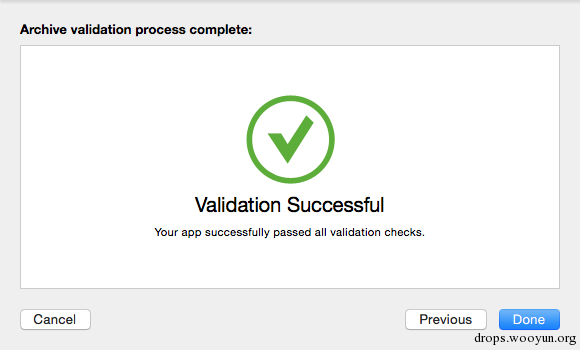 Archive validation process complete:
Validation Successful
Your app successfully passed all validation checks.
Cancel
Previous
Done
drops.wooyun.org